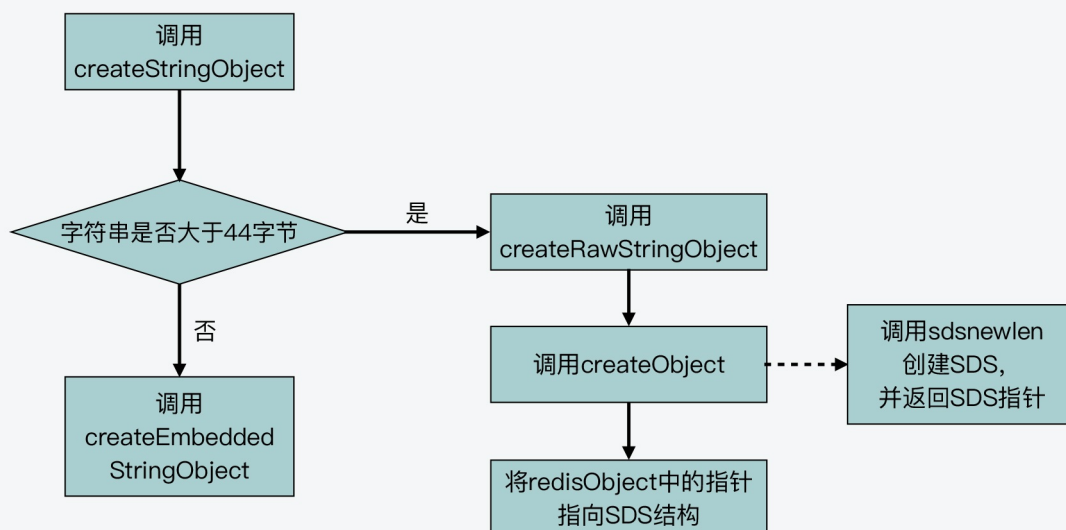 调用
createStringObject
字符串是否大于44字节
是
调用
createRawStringObject
否
调用createObject
调用sdsnewlen
创建SDS，
并返回SDS指针
调用
createEmbedded
StringObject
将redisObject中的指针
指向SDS结构